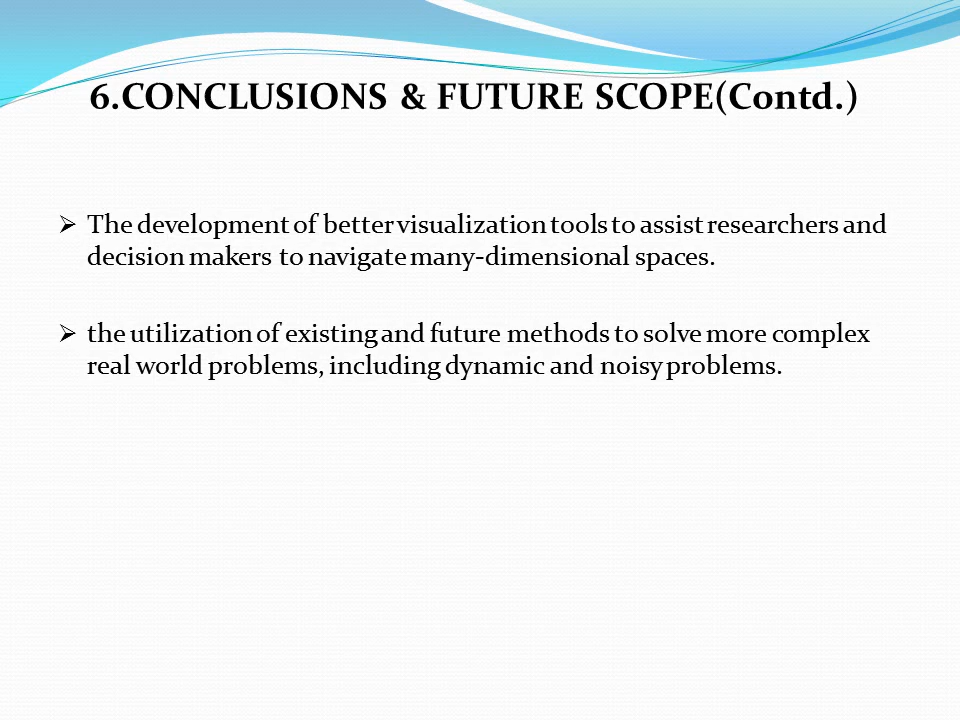 6.CONCLUSIONS & FUTURE SCOPE(Contd.)
➢ The development of better visualization tools to assist researchers and
decision makers to navigate many-dimensional spaces.
➢ the utilization of existing and future methods to solve more complex
real world problems, including dynamic and noisy problems.